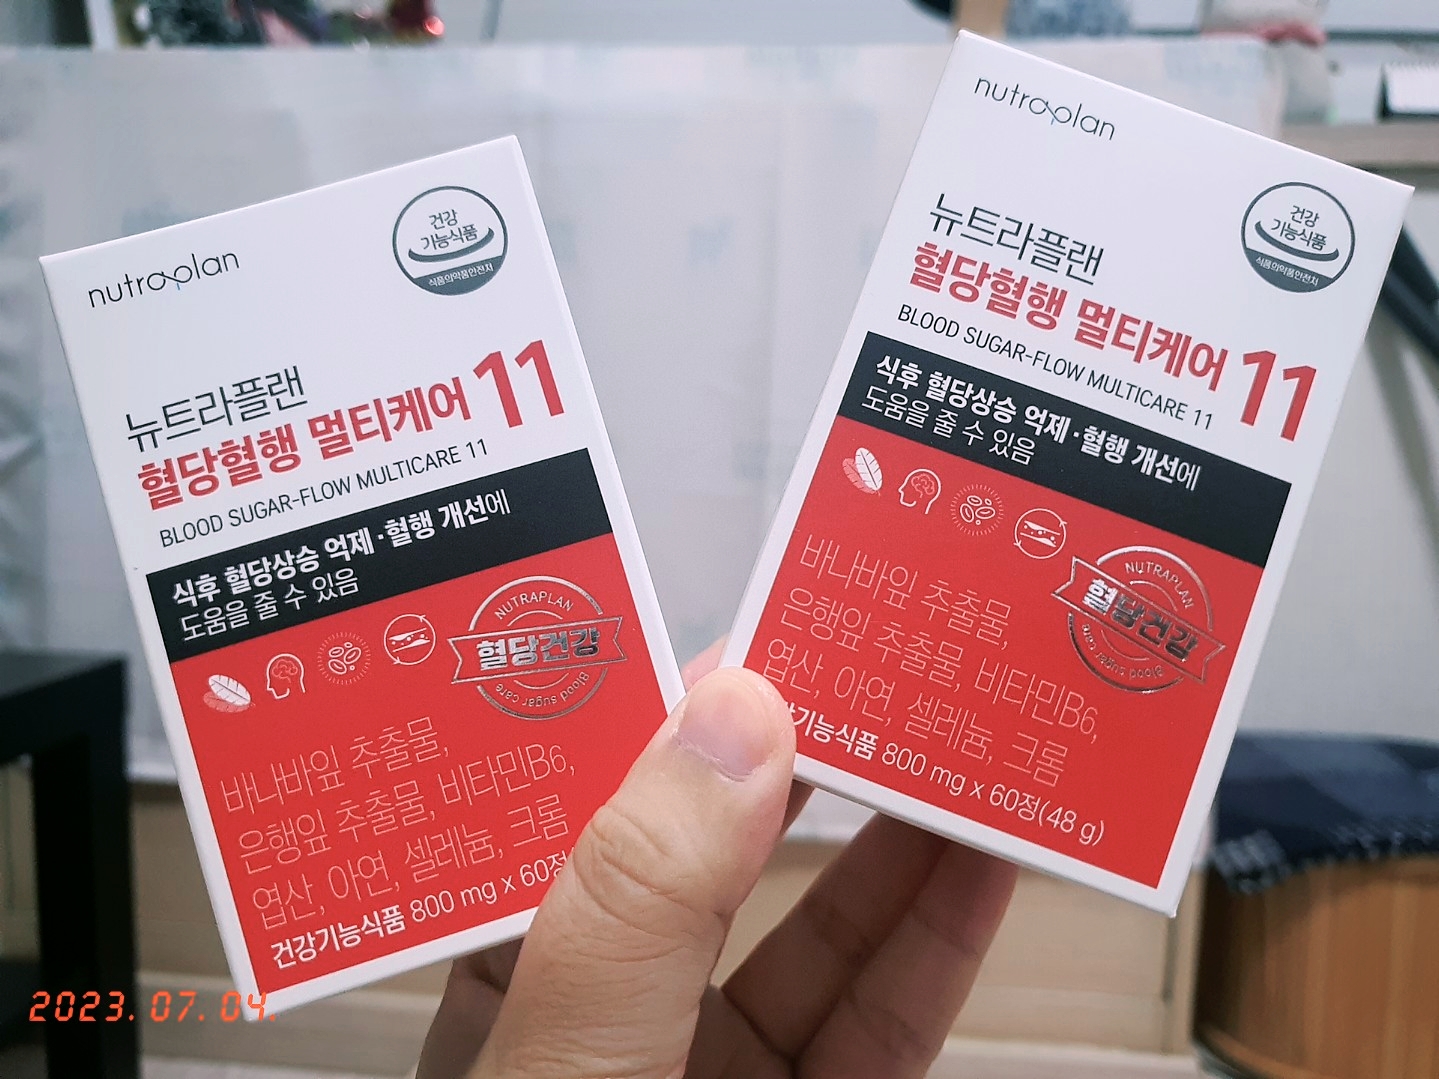 nutraplan
건강
기능식품
식품의약품안전처
뉴트라플랜
혈당혈행 멀티케어 11
BLOOD SUGAR-FLOW MULTICARE 11
식후 혈당상승 억제·혈행 개선에
도움을 줄 수 있음
NUTRAPLAN
혈당건강
Blood sugar care
바나바잎 추출물,
은행잎 추출물, 비타민B6,
엽산, 아연, 셀레늄, 크롬
건강기능식품 800 mg x 60정
nutraplan
건강
기능식품
식품의약품안전처
뉴트라플랜
혈당혈행 멀티케어 11
BLOOD SUGAR-FLOW MULTICARE 11
식후 혈당상승 억제·혈행 개선에
도움을 줄 수 있음
NUTRAPLAN
혈당건강
Blood sugar care
바나바잎 추출물,
은행잎 추출물, 비타민B6,
엽산, 아연, 셀레늄, 크롬
기능식품 800 mg x 60정(48 g)
2023.07.04.